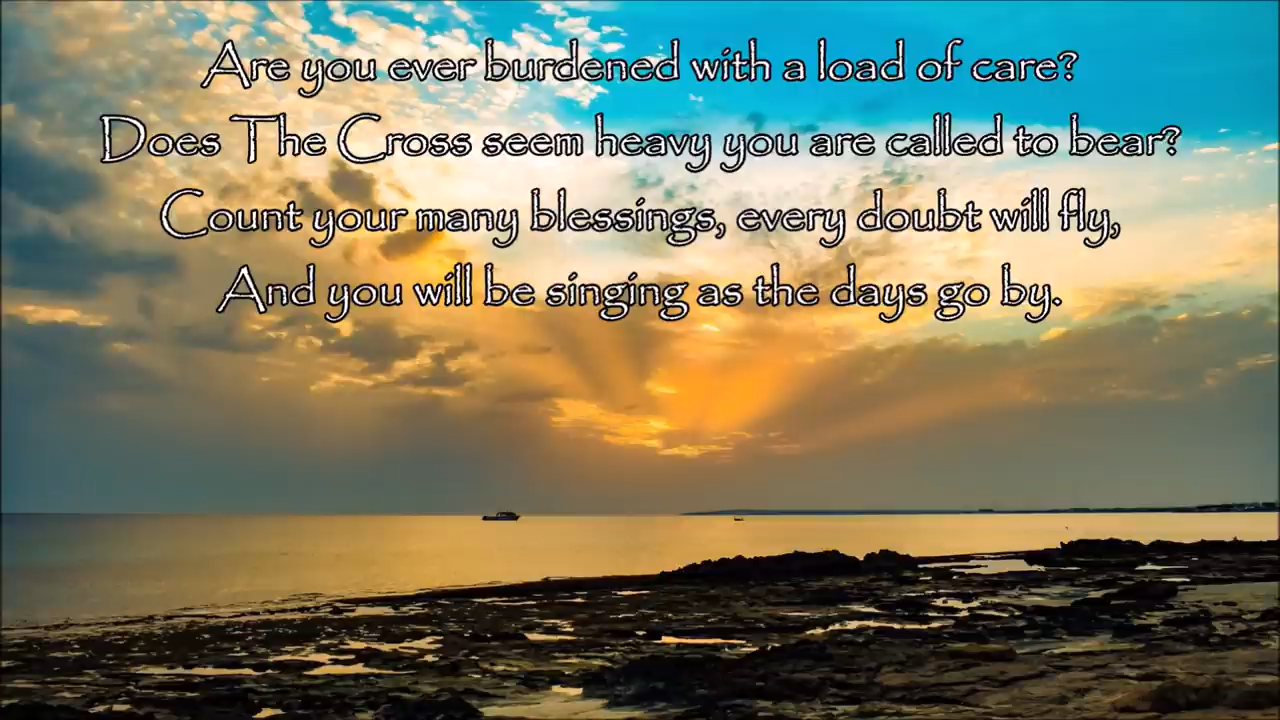 Are you ever burdened with a load of care?
Does The Cross seem heavy you are called to bear?
Count your many blessings, every doubt will fly,
And you will be singing as the days go by.